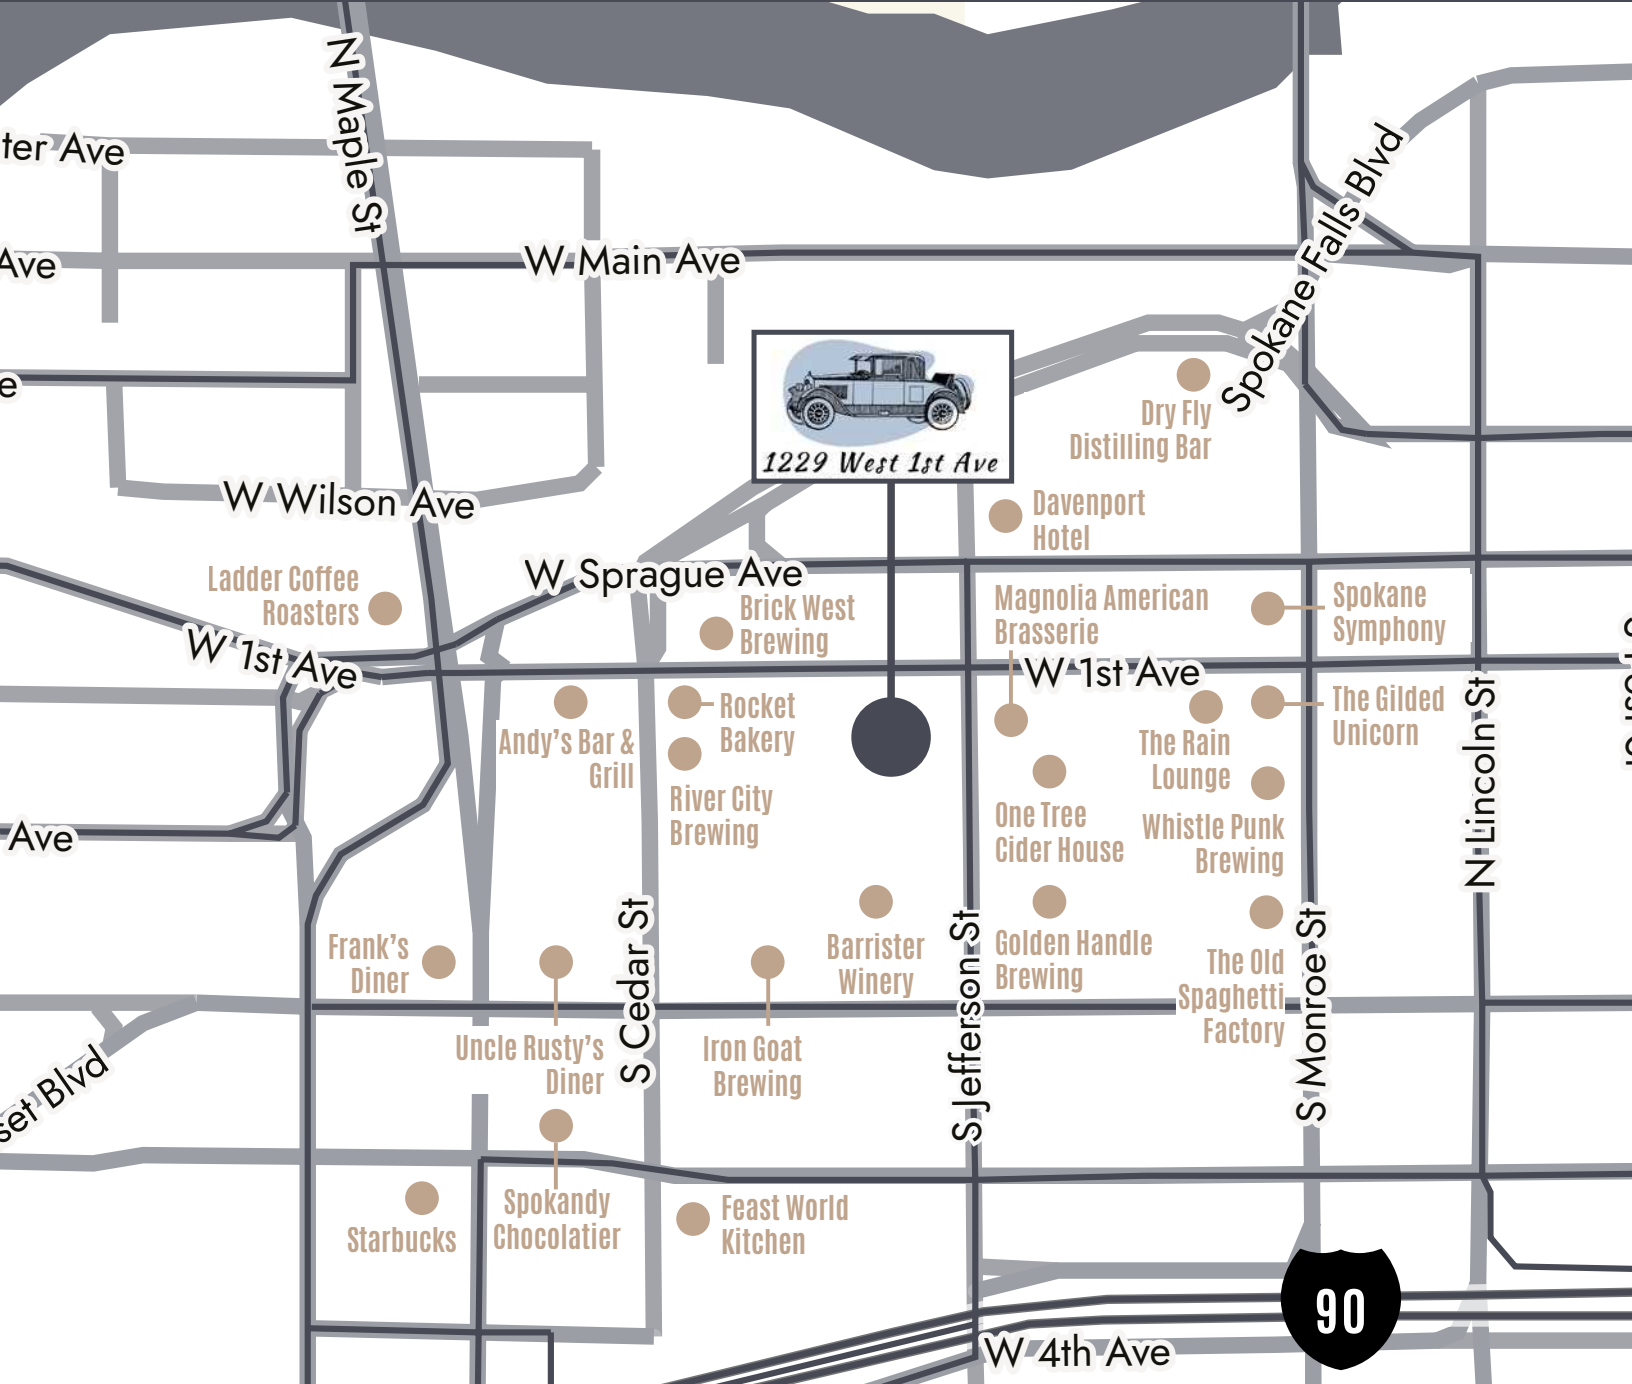 N Maple St
ter Ave
Spokane Falls Blvd
W Main Ave
Ave
e
1229 West 1st Ave
Dry Fly
Distilling Bar
W Wilson Ave
Davenport
Hotel
W Sprague Ave
Ladder Coffee
Roasters
Brick West
Brewing
Magnolia American
Brasserie
Spokane
Symphony
W 1st Ave
W 1st Ave
Andy's Bar &
Grill
Rocket
Bakery
River City
Brewing
The Rain
Lounge
The Gilded
Unicorn
N Lincoln St
One Tree
Cider House
Whistle Punk
Brewing
Ave
Frank's
Diner
S Cedar St
Barrister
Winery
S Jefferson St
Golden Handle
Brewing
The Old
Spaghetti
Factory
S Monroe St
Uncle Rusty's
Diner
Iron Goat
Brewing
set Blvd
Starbucks
Spokandy
Chocolatier
Feast World
Kitchen
90
W 4th Ave